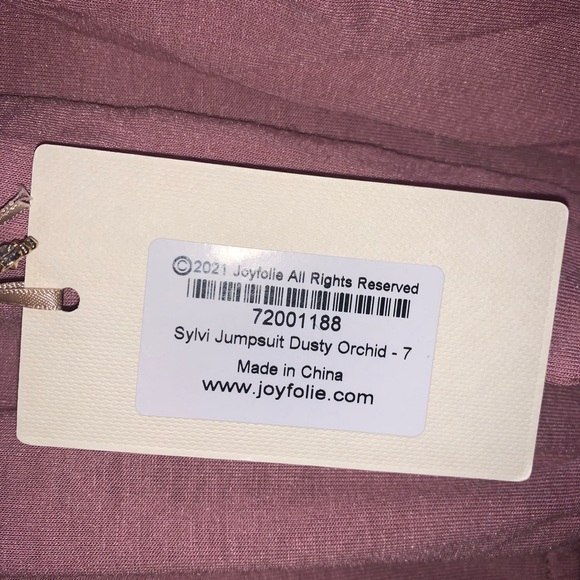 ©2021 Joyfolie All Rights Reserved
72001188
Sylvi Jumpsuit Dusty Orchid - 7
Made in China
www.joyfolie.com